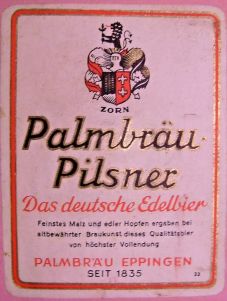 ZORN
Palmbräu-
Pilsner
Das deutsche Edelbier
Feinstes Malz und edler Hopfen ergaben bei
altbewährter Braukunst dieses Qualitätsbier
von höchster Vollendung
PALMBRÄU EPPINGEN
SEIT 1835